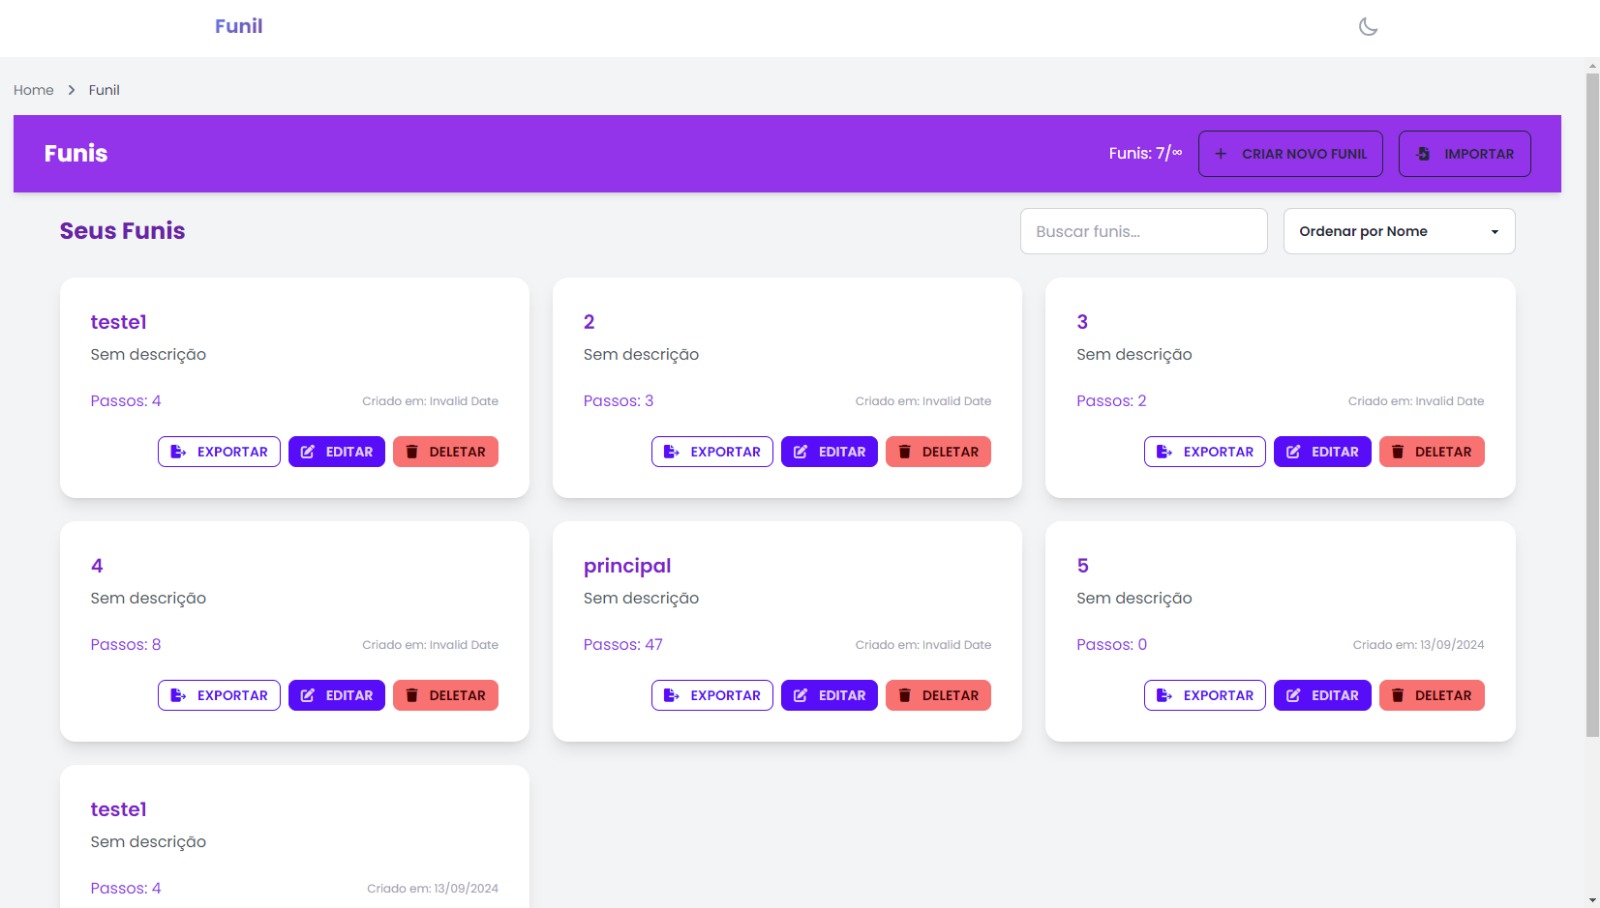 Funil
Home > Funil
Funis
Funis: 7/∞
CRIAR NOVO FUNIL
IMPORTAR
Seus Funis
Buscar funis...
Ordenar por Nome
teste1
Sem descrição
Passos: 4
Criado em: Invalid Date
EXPORTAR
EDITAR
DELETAR
2
Sem descrição
Passos: 3
Criado em: Invalid Date
EXPORTAR
EDITAR
DELETAR
3
Sem descrição
Passos: 2
Criado em: Invalid Date
EXPORTAR
EDITAR
DELETAR
4
Sem descrição
Passos: 8
Criado em: Invalid Date
EXPORTAR
EDITAR
DELETAR
principal
Sem descrição
Passos: 47
Criado em: Invalid Date
EXPORTAR
EDITAR
DELETAR
5
Sem descrição
Passos: 0
Criado em: 13/09/2024
EXPORTAR
EDITAR
DELETAR
teste1
Sem descrição
Passos: 4
Criado em: 13/09/2024